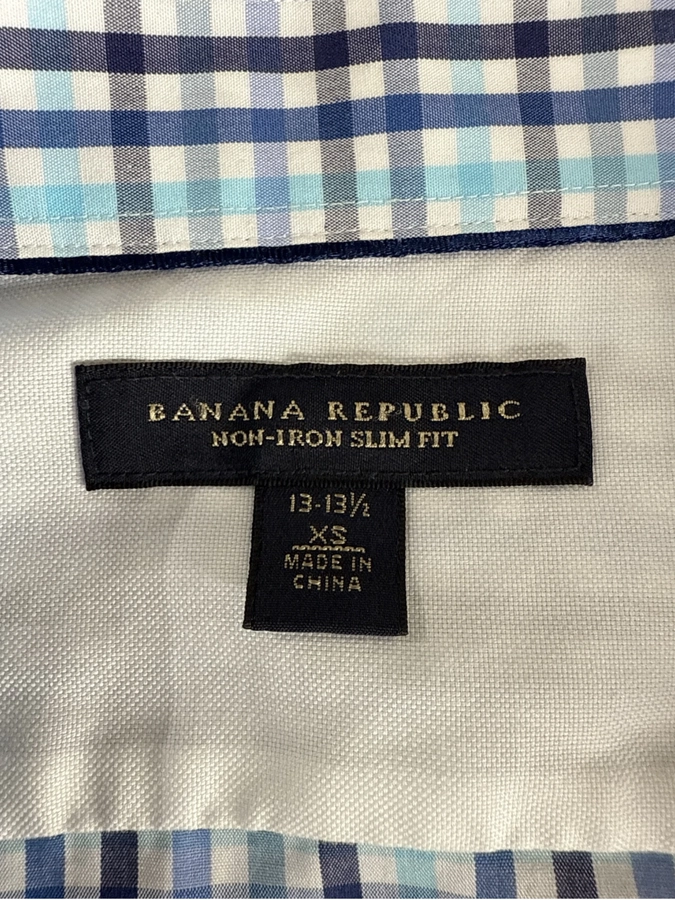 BANANA REPUBLIC
NON-IRON SLIM FIT
13-13½
XS
MADE IN
CHINA